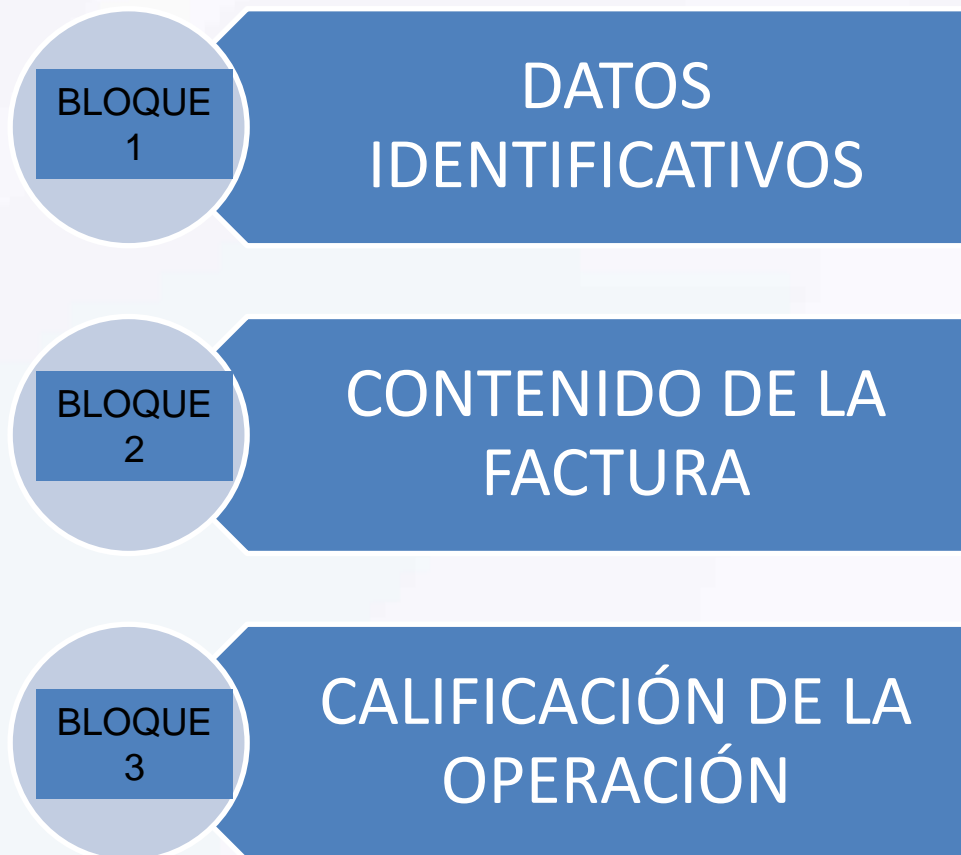 BLOQUE
1
DATOS
IDENTIFICATIVOS
BLOQUE
2
CONTENIDO DE LA
FACTURA
BLOQUE
3
CALIFICACIÓN DE LA
OPERACIÓN